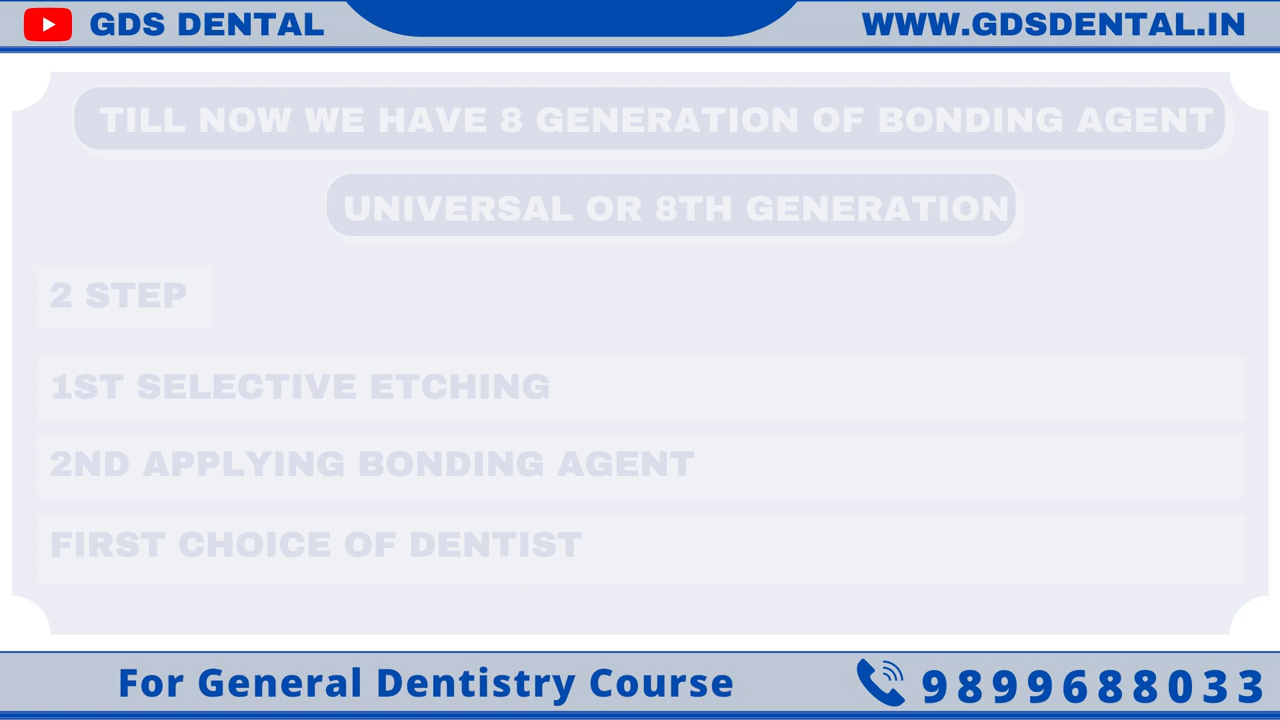 GDS DENTAL
WWW.GDSDENTAL.IN
TILL NOW WE HAVE 8 GENERATION OF BONDING AGENT
UNIVERSAL OR 8TH GENERATION
2 STEP
1ST SELECTIVE ETCHING
2ND APPLYING BONDING AGENT
FIRST CHOICE OF DENTIST
For General Dentistry Course
9899688033